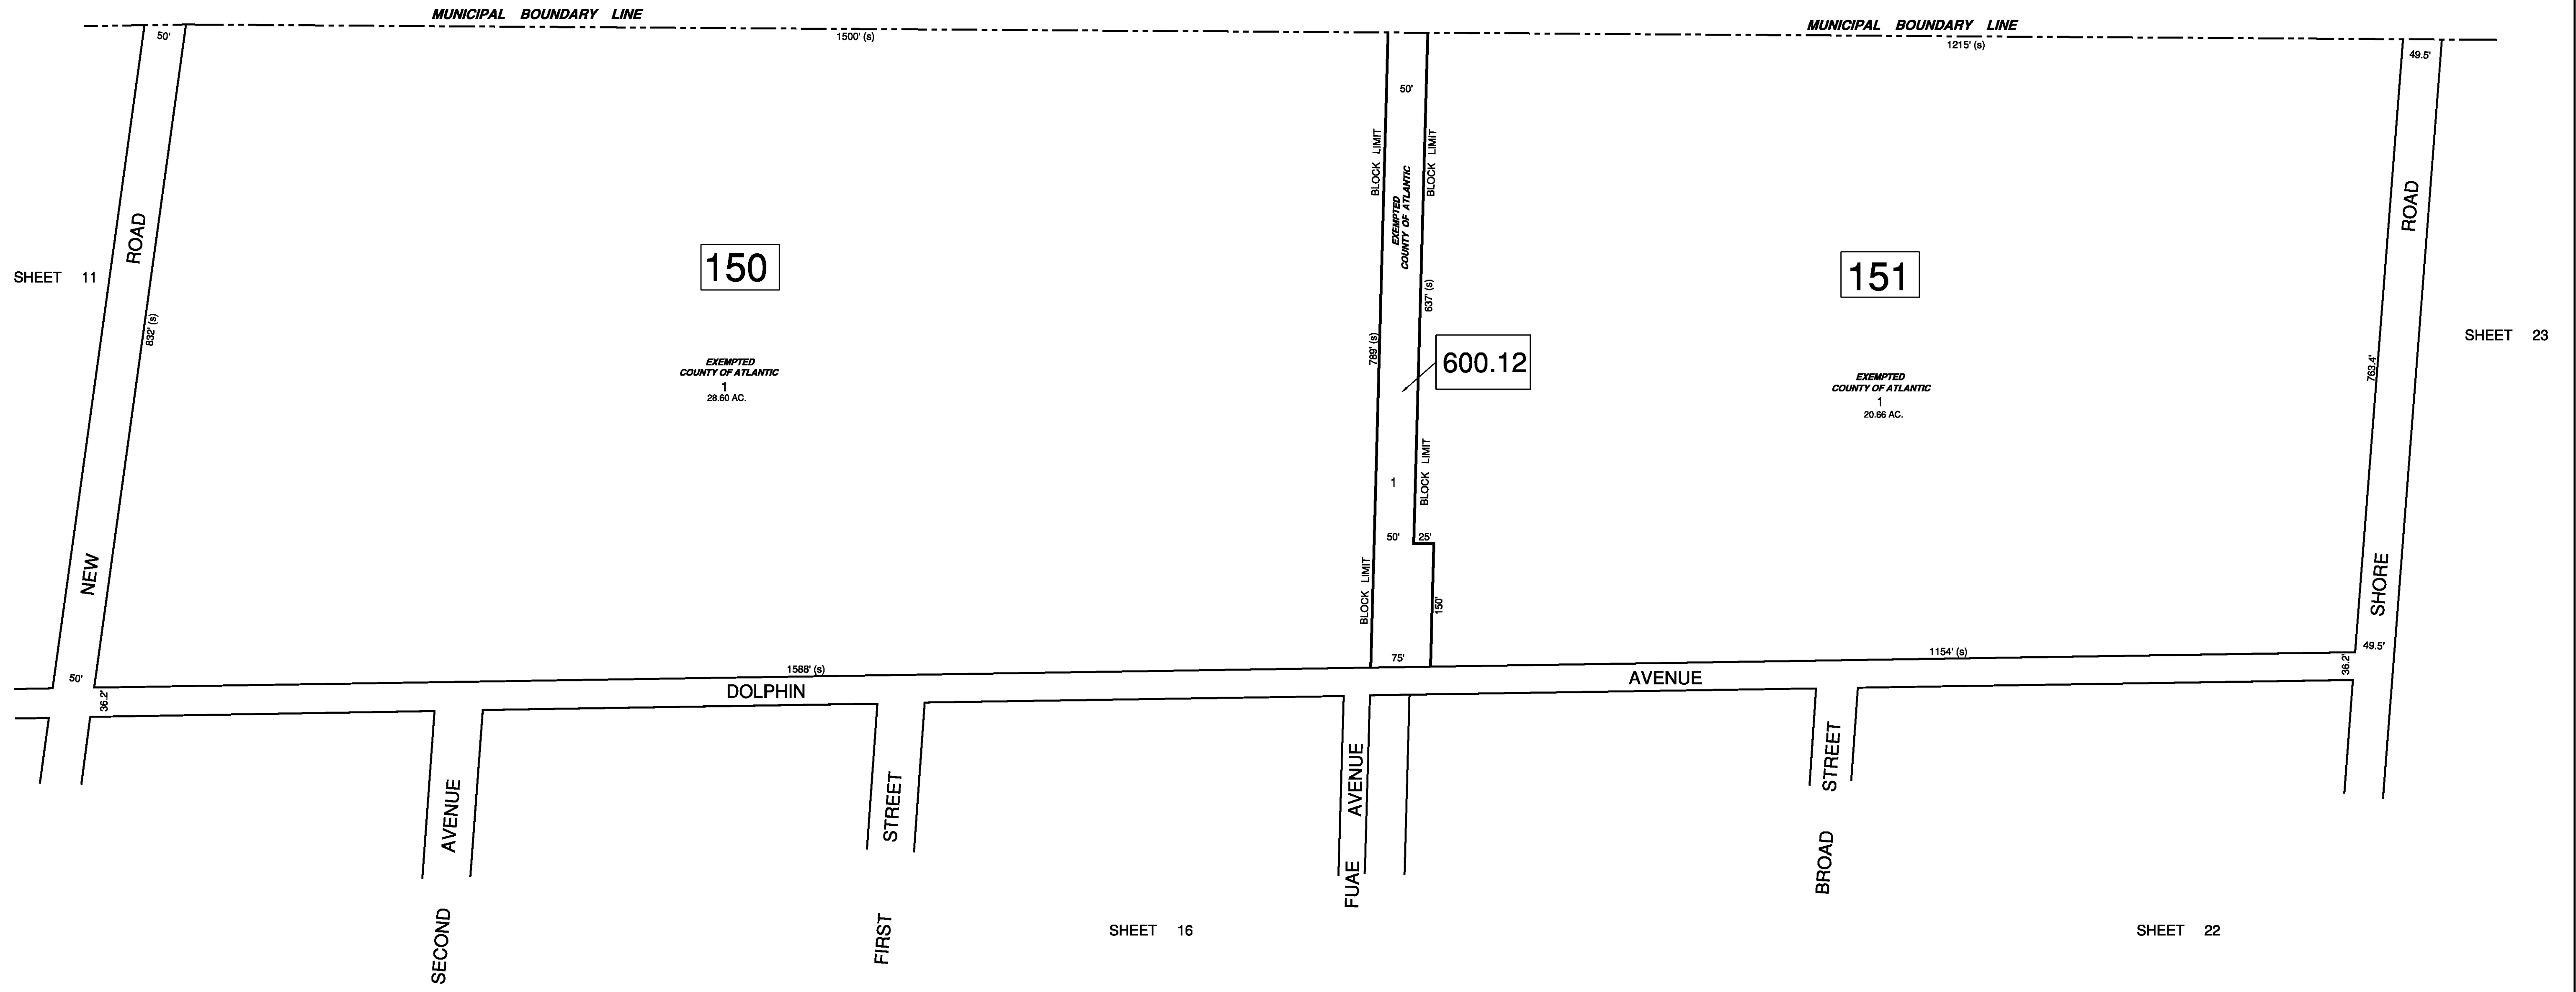 MUNICIPAL BOUNDARY LINE
MUNICIPAL BOUNDARY LINE
50'
1500' (s)
1215' (s)
49.5'
50'
BLOCK LIMIT
BLOCK LIMIT
EXEMPTED
COUNTY OF ATLANTIC
NEW ROAD
SHORE ROAD
SHEET 11
150
151
832' (s)
637' (s)
789' (s)
600.12
SHEET 23
763.4'
EXEMPTED
COUNTY OF ATLANTIC
1
28.60 AC.
EXEMPTED
COUNTY OF ATLANTIC
1
20.66 AC.
BLOCK LIMIT
1
50'
25'
BLOCK LIMIT
150'
75'
1588' (s)
1154' (s)
49.5'
50'
36.2'
36.2'
DOLPHIN AVENUE
SECOND AVENUE
FIRST STREET
FUAE AVENUE
BROAD STREET
SHEET 16
SHEET 22